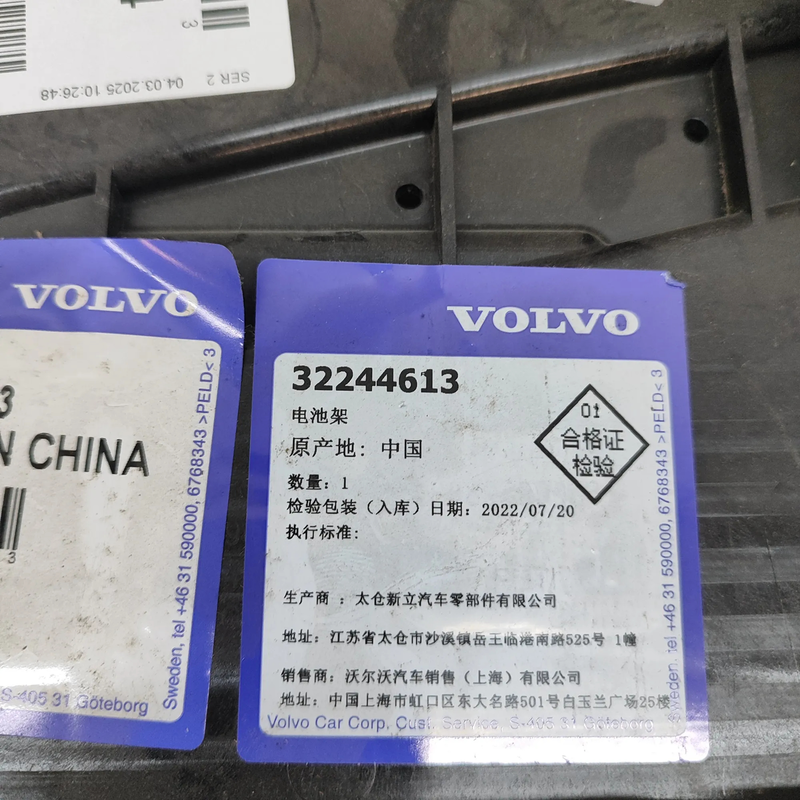 3
SER 2 04.03.2025 10:26:48
VOLVO
3
N CHINA
3
Sweden, tel +46 31 590000, 6768343 >PELD< 3
S-405 31 Göteborg
VOLVO
32244613
电池架
原产地: 中国
数量: 1
检验包装（入库）日期: 2022/07/20
执行标准:
01
合格证
检验
生产商 : 太仓新立汽车零部件有限公司
地址: 江苏省太仓市沙溪镇岳王临港南路525号 1幢
销售商: 沃尔沃汽车销售（上海）有限公司
地址: 中国上海市虹口区东大名路501号白玉兰广场25楼
Volvo Car Corp. Cust. Service, S-405 31 Göteborg
Sweden, tel +46 31 590000, 6768343 >PELD< 3